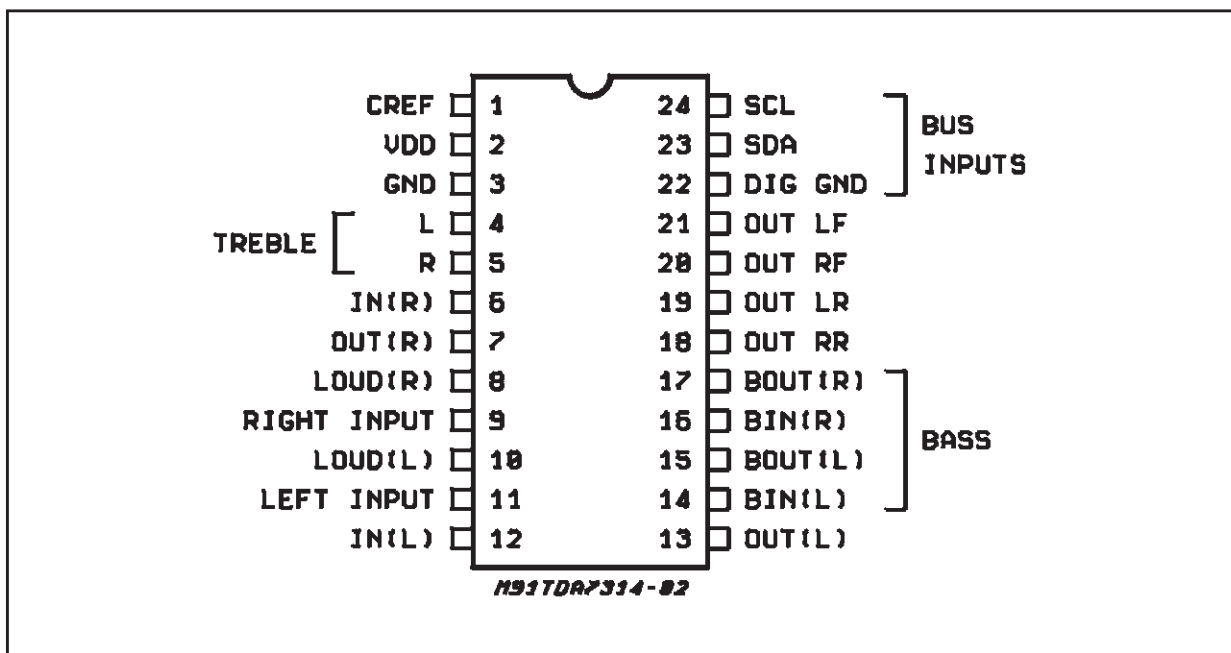 CREF 1 24 SCL
VDD 2 23 SDA
GND 3 22 DIG GND
BUS
INPUTS
L 4 21 OUT LF
TREBLE
R 5 20 OUT RF
IN(R) 6 19 OUT LR
OUT(R) 7 18 OUT RR
LOUD(R) 8 17 BOUT(R)
RIGHT INPUT 9 16 BIN(R)
BASS
LOUD(L) 10 15 BOUT(L)
LEFT INPUT 11 14 BIN(L)
IN(L) 12 13 OUT(L)
M91TDA7314-02